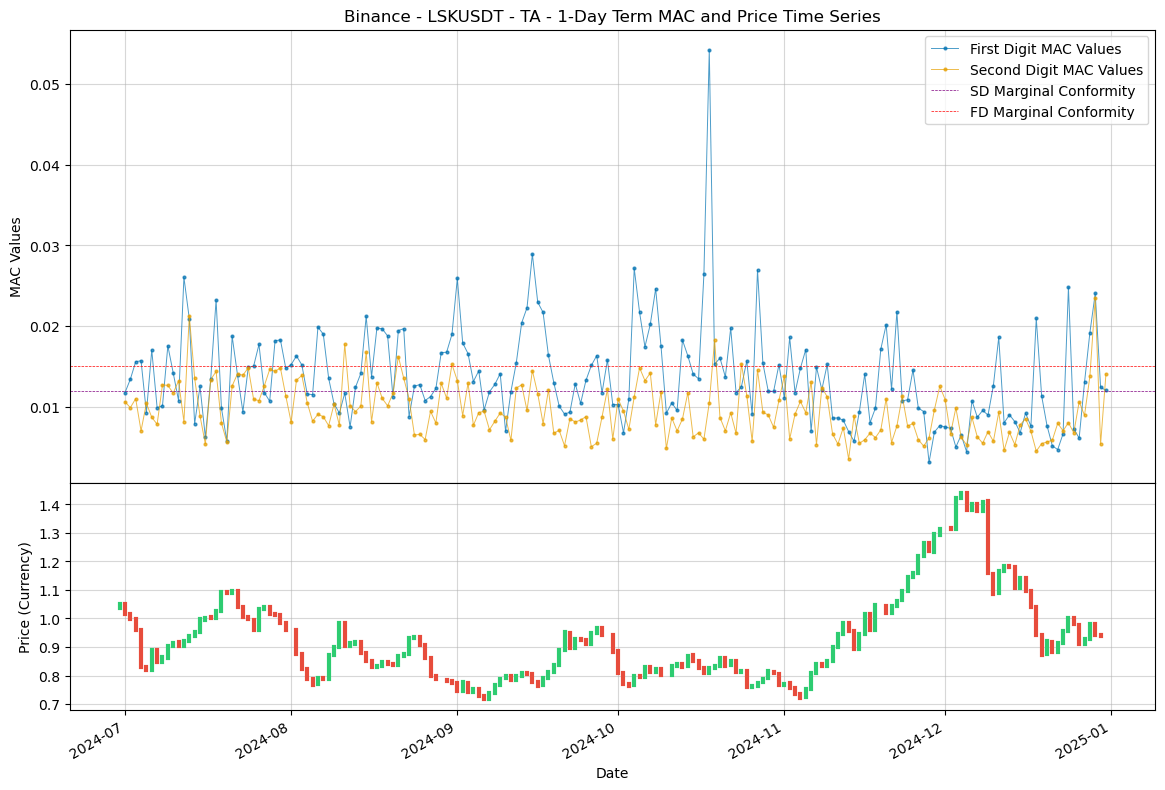 Binance - LSKUSDT - TA - 1-Day Term MAC and Price Time Series
First Digit MAC Values
Second Digit MAC Values
SD Marginal Conformity
FD Marginal Conformity
MAC Values
0.05
0.04
0.03
0.02
0.01
Price (Currency)
1.4
1.3
1.2
1.1
1.0
0.9
0.8
0.7
2024-07
2024-08
2024-09
2024-10
2024-11
2024-12
2025-01
Date